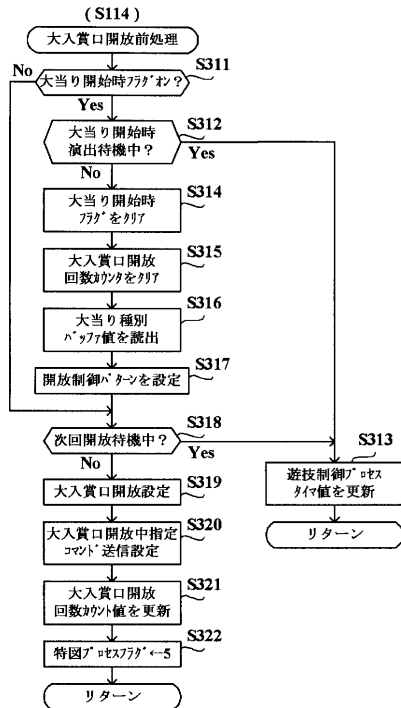 (S114)
大入賞口開放前処理
S311
No
大当り開始時ﾌﾗｸﾞオン?
Yes
S312
大当り開始時
演出待機中?
Yes
No
S314
大当り開始時
ﾌﾗｸﾞをｸﾘｱ
S315
大入賞口開放
回数ｶｳﾝﾀをｸﾘｱ
S316
大当り種別
ﾊﾞｯﾌｧ値を読出
S317
開放制御ﾊﾟﾀｰﾝを設定
S318
次回開放待機中?
Yes
No
S313
遊技制御ﾌﾟﾛｾｽ
ﾀｲﾏ値を更新
リターン
S319
大入賞口開放設定
S320
大入賞口開放中指定
ｺﾏﾝﾄﾞ送信設定
S321
大入賞口開放
回数ｶｳﾝﾄ値を更新
S322
特図ﾌﾟﾛｾｽﾌﾗｸﾞ←5
リターン